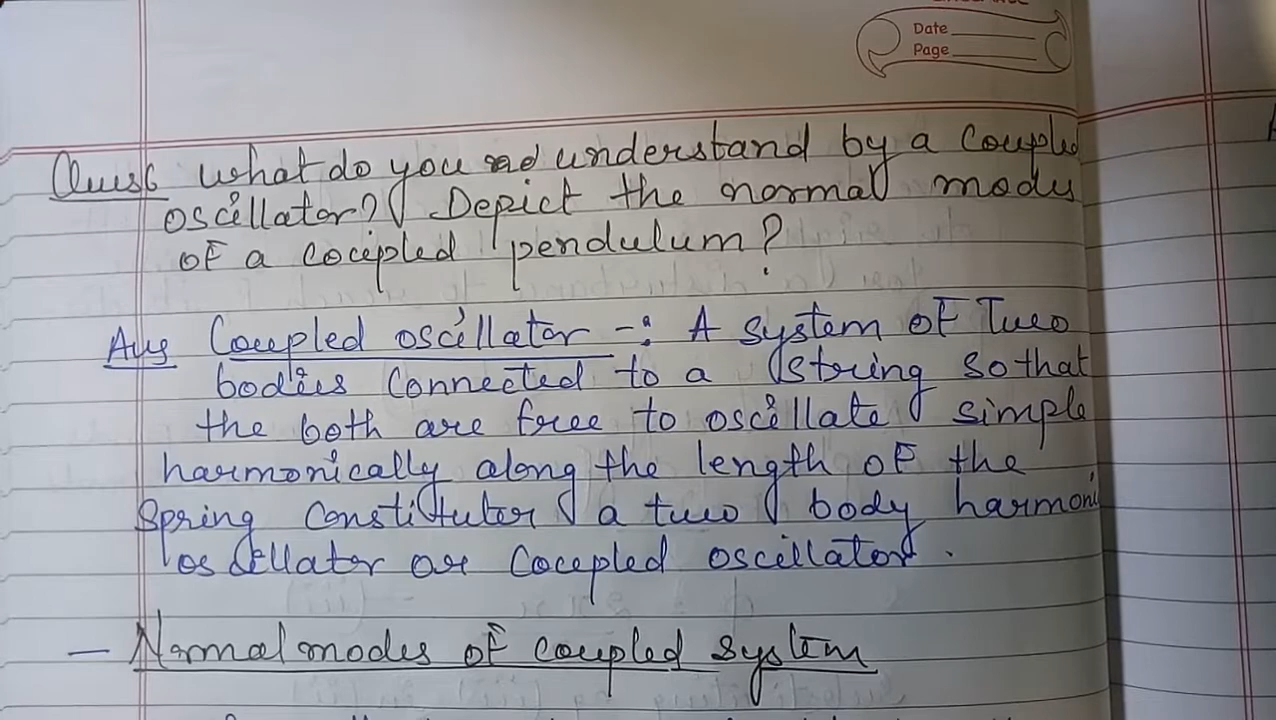 Date
Page
Ques what do you understand by a Coupled
oscillator? Depict the normal modes
of a coupled pendulum?
Ans Coupled oscillator -: A system of Two
bodies connected to a string so that
the both are free to oscillate simple
harmonically along the length of the
Spring Constitutes a two body harmoni
oscillator or Coupled oscillator.
- Normal modes of coupled system